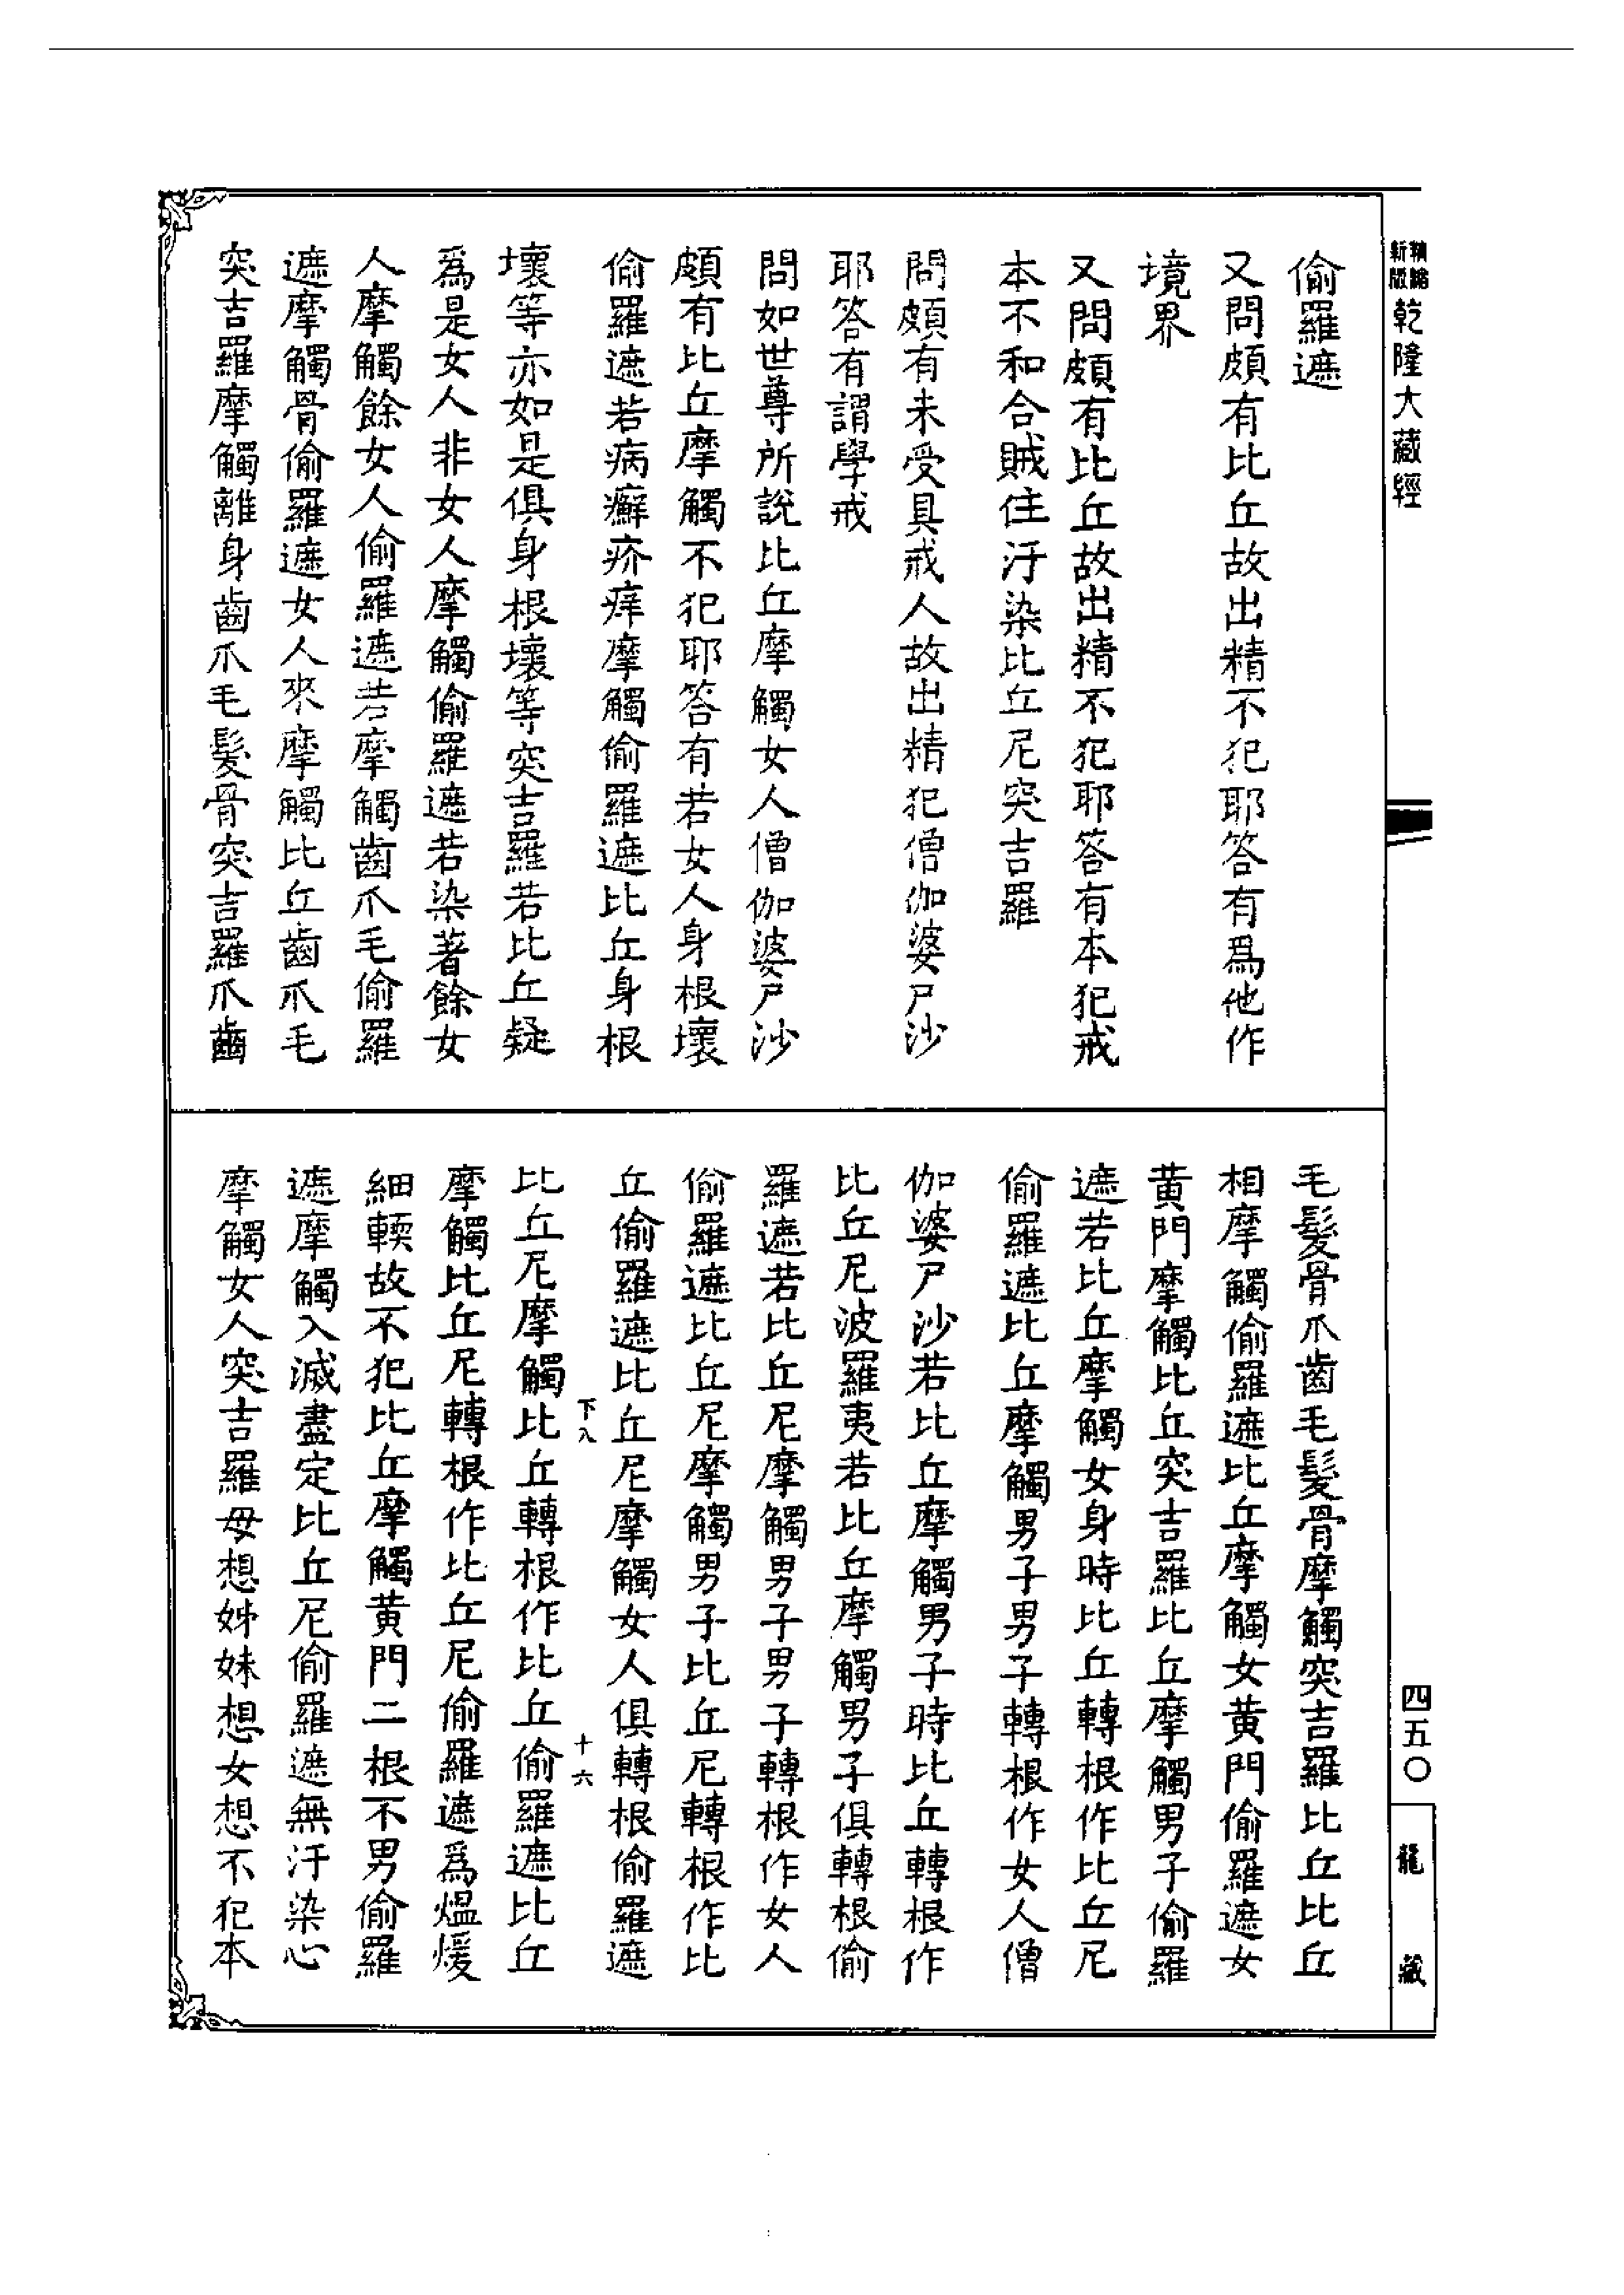 新版
精縮
乾隆大藏經
四五〇
龍藏
偷羅遮
又問頗有比丘故出精不犯耶答有爲他作
境界
又問頗有比丘故出精不犯耶答有本犯戒
本不和合賊住汙染比丘尼突吉羅
問頗有未受具戒人故出精犯僧伽婆尸沙
耶答有謂學戒
問如世尊所說比丘摩觸女人僧伽婆尸沙
頗有比丘摩觸不犯耶答有若女人身根壞
偷羅遮若病癬疥痒摩觸偷羅遮比丘身根
壞等亦如是俱身根壞等突吉羅若比丘疑
爲是女人非女人摩觸偷羅遮若染著餘女
人摩觸餘女人偷羅遮若摩觸齒爪毛偷羅
遮摩觸骨偷羅遮女人來摩觸比丘齒爪毛
突吉羅摩觸離身齒爪毛髮骨突吉羅爪齒
毛髮骨爪齒毛髮骨摩觸突吉羅比丘比丘
相摩觸偷羅遮比丘摩觸女黃門偷羅遮女
黃門摩觸比丘突吉羅比丘摩觸男子偷羅
遮若比丘摩觸女身時比丘轉根作比丘尼
偷羅遮比丘摩觸男子男子轉根作女人僧
伽婆尸沙若比丘摩觸男子時比丘轉根作
比丘尼波羅夷若比丘摩觸男子俱轉根偷
羅遮若比丘尼摩觸男子男子轉根作女人
偷羅遮比丘尼摩觸男子比丘尼轉根作比
丘偷羅遮比丘尼摩觸女人俱轉根偷羅遮
下八
十六
比丘尼摩觸比丘轉根作比丘偷羅遮比丘
摩觸比丘尼轉根作比丘尼偷羅遮爲熅煖
細輭故不犯比丘摩觸黃門二根不男偷羅
遮摩觸入滅盡定比丘尼偷羅遮無汙染心
摩觸女人突吉羅母想姊妹想女想不犯本